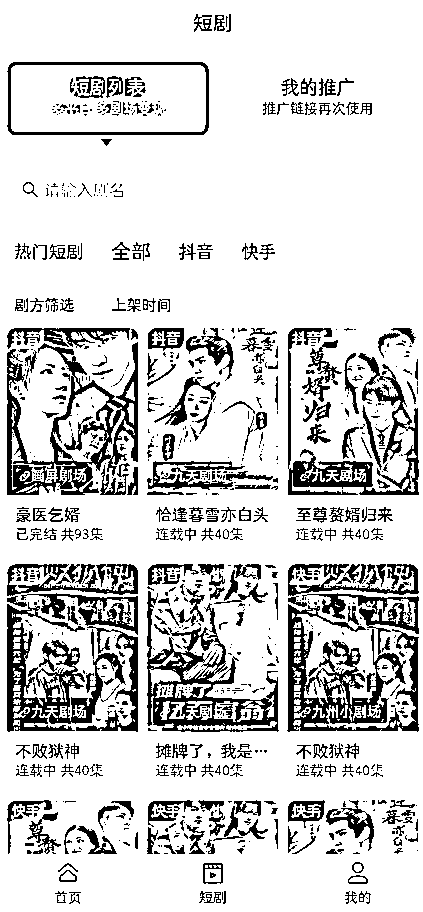 短剧
短剧列表
我的推广
推广链接再次使用
请输入剧名
热门短剧 全部 抖音 快手
剧方筛选 上架时间
抖音 抖音 抖音
暮雪
亦白头
尊赘婿归来
画屏剧场 九天剧场 九天剧场
豪医乞婿 恰逢暮雪亦白头 至尊赘婿归来
已完结 共93集 连载中 共40集 连载中 共40集
抖音 抖音 快手
九天剧场 摊牌了 九州小剧场
九天剧场
不败狱神 摊牌了，我是… 不败狱神
连载中 共40集 连载中 共40集 连载中 共40集
快手 快手 快手
首页 短剧 我的